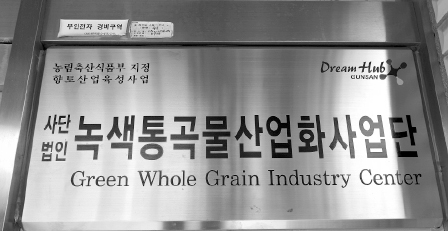 무인전자 경비구역
농림축산식품부 지정
향토산업육성사업
Dream Hub
GUNSAN
사단
법인
녹색통곡물산업화사업단
Green Whole Grain Industry Center